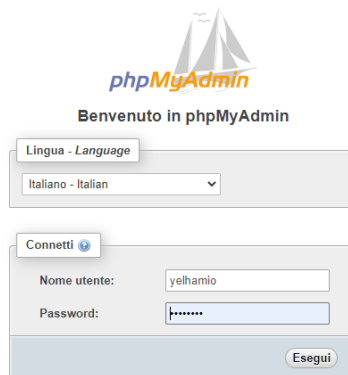 phpMyAdmin
Benvenuto in phpMyAdmin
Lingua - Language
Italiano - Italian
Connetti
Nome utente: yelhamio
Password: ••••••••
Esegui